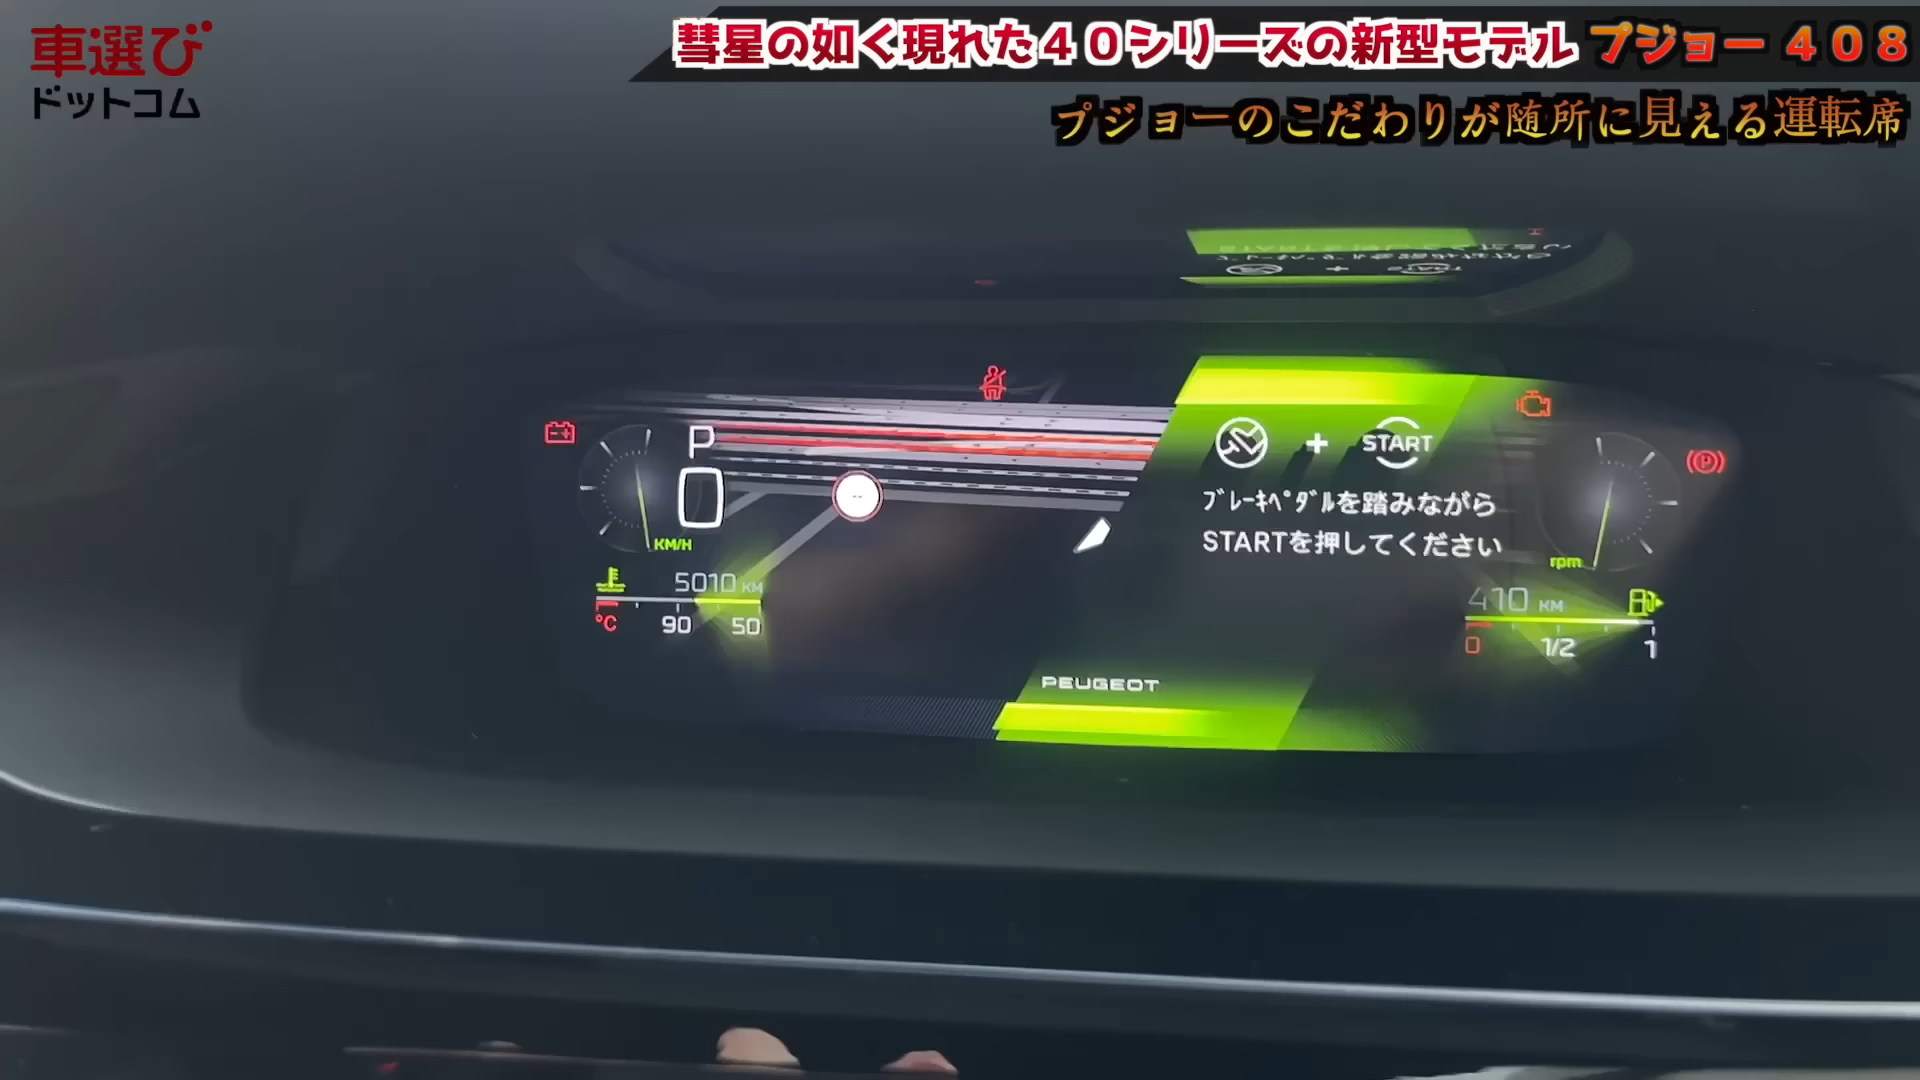 車選び
ドットコム
彗星の如く現れた４０シリーズの新型モデル プジョー ４０８
プジョーのこだわりが随所に見える運転席
P
0
KM/H
5010 KM
°C 90 50
--
+ START
ブレーキペダルを踏みながら
STARTを押してください
PEUGEOT
P
rpm
410 KM
0 1/2 1